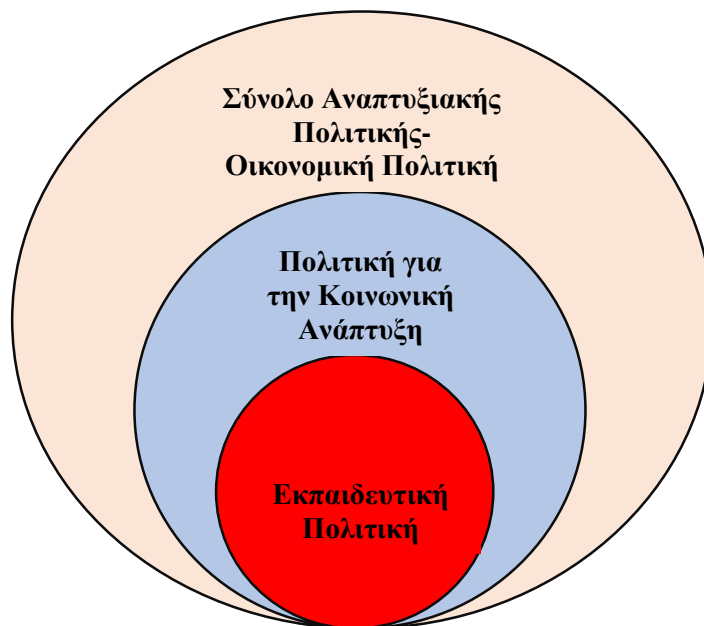 Σύνολο Αναπτυξιακής
Πολιτικής-
Οικονομική Πολιτική
Πολιτική για
την Κοινωνική
Ανάπτυξη
Εκπαιδευτική
Πολιτική